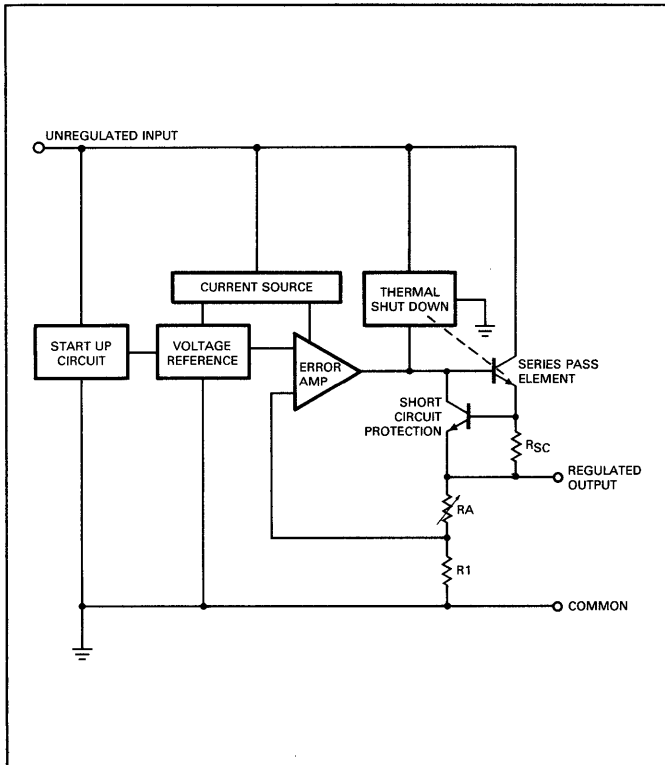 UNREGULATED INPUT
CURRENT SOURCE
THERMAL
SHUT DOWN
START UP
CIRCUIT
VOLTAGE
REFERENCE
ERROR
AMP
SERIES PASS
ELEMENT
SHORT
CIRCUIT
PROTECTION
RSC
REGULATED
OUTPUT
RA
R1
COMMON